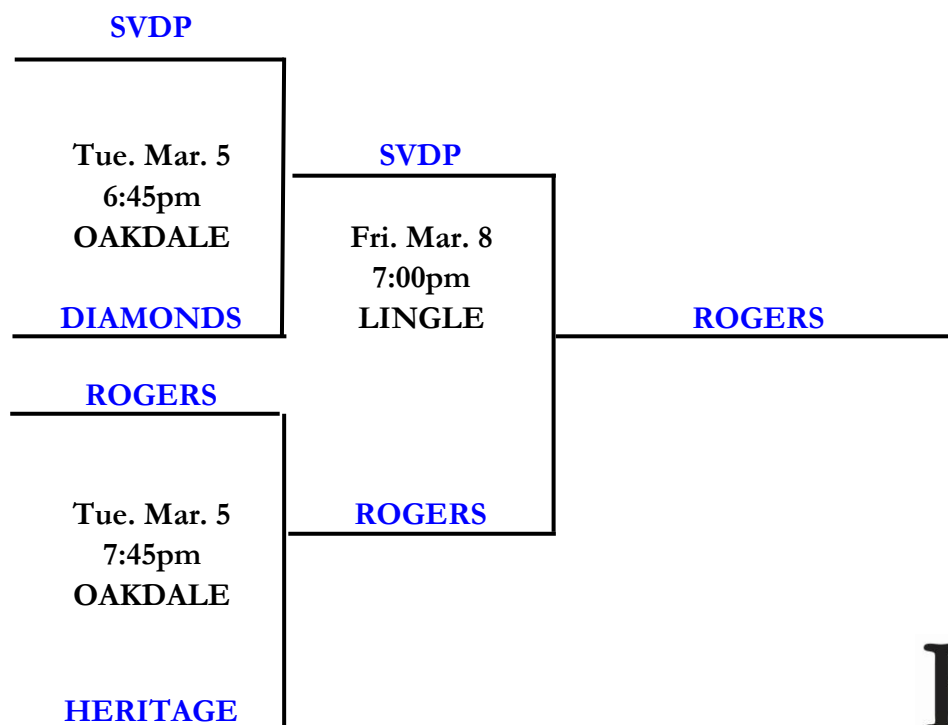 SVDP
Tue. Mar. 5
6:45pm
OAKDALE
DIAMONDS
SVDP
Fri. Mar. 8
7:00pm
LINGLE
ROGERS
ROGERS
Tue. Mar. 5
7:45pm
OAKDALE
HERITAGE
ROGERS